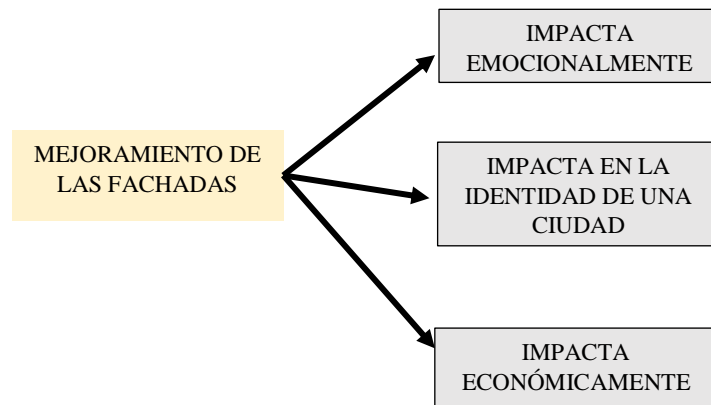 MEJORAMIENTO DE
LAS FACHADAS
IMPACTA
EMOCIONALMENTE
IMPACTA EN LA
IDENTIDAD DE UNA
CIUDAD
IMPACTA
ECONÓMICAMENTE